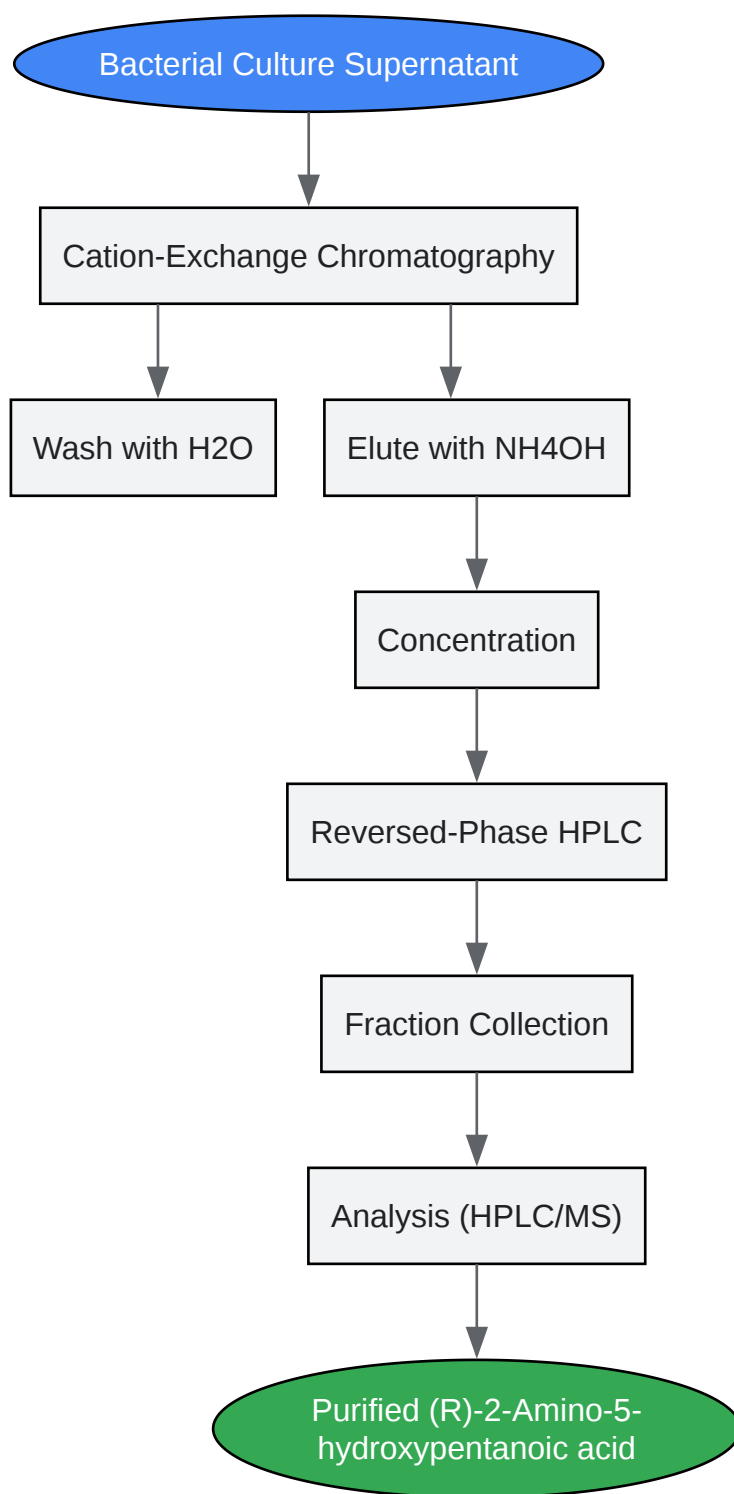 Bacterial Culture Supernatant
Cation-Exchange Chromatography
Wash with H2O
Elute with NH4OH
Concentration
Reversed-Phase HPLC
Fraction Collection
Analysis (HPLC/MS)
Purified (R)-2-Amino-5-
hydroxypentanoic acid